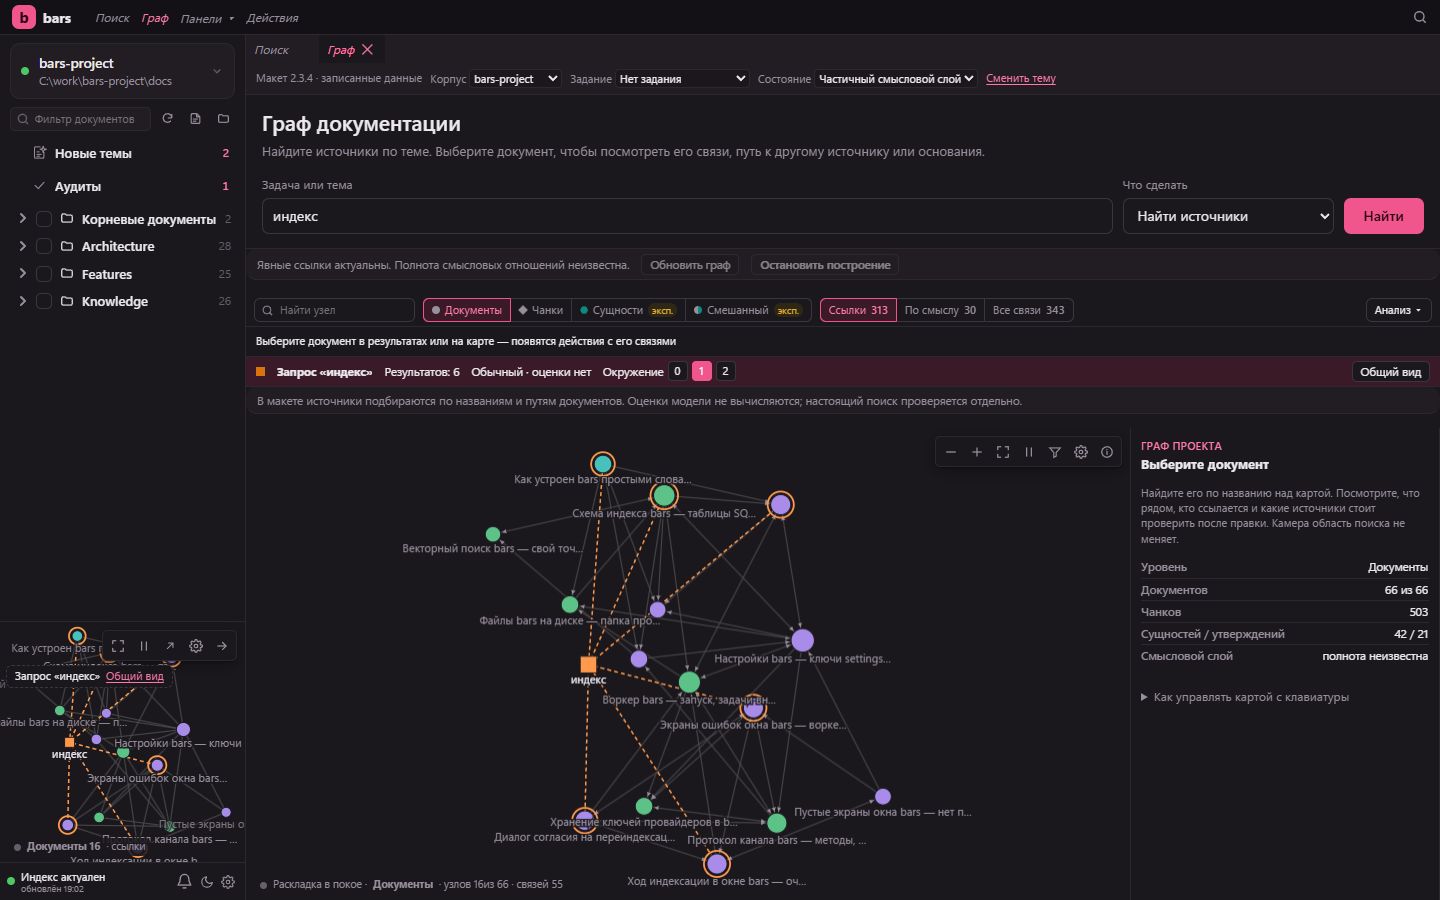 b bars Поиск Граф Панели Действия
bars-project
C:\work\bars-project\docs
Фильтр документов
Новые темы 2
Аудиты 1
Корневые документы 2
Architecture 28
Features 25
Knowledge 26
Поиск Граф
Макет 2.3.4 · записанные данные Корпус bars-project Задание Нет задания Состояние Частичный смысловой слой Сменить тему
Граф документации
Найдите источники по теме. Выберите документ, чтобы посмотреть его связи, путь к другому источнику или основания.
Задача или тема Что сделать
индекс Найти источники Найти
Явные ссылки актуальны. Полнота смысловых отношений неизвестна. Обновить граф Остановить построение
Найти узел Документы Чанки Сущности эксп. Смешанный эксп. Ссылки 313 По смыслу 30 Все связи 343 Анализ
Выберите документ в результатах или на карте — появятся действия с его связями
Запрос «индекс» Результатов: 6 Обычный · оценки нет Окружение 0 1 2 Общий вид
В макете источники подбираются по названиям и путям документов. Оценки модели не вычисляются; настоящий поиск проверяется отдельно.
Как устроен bars простыми слова...
Схема индекса bars — таблицы SQ...
Векторный поиск bars — свой точ...
Файлы bars на диске — папка про...
Настройки bars — ключи settings...
индекс
Воркер bars — запуск, задачи вн...
Экраны ошибок окна bars — ворке...
Пустые экраны окна bars — нет п...
Хранение ключей провайдеров в b...
Диалог согласия на переиндексац...
Протокол канала bars — методы, ...
Ход индексации в окне bars — оч...
Раскладка в покое · Документы · узлов 16из 66 · связей 55
ГРАФ ПРОЕКТА
Выберите документ
Найдите его по названию над картой. Посмотрите, что
рядом, кто ссылается и какие источники стоит
проверить после правки. Камера область поиска не
меняет.
Уровень Документы
Документов 66 из 66
Чанков 503
Сущностей / утверждений 42 / 21
Смысловой слой полнота неизвестна
Как управлять картой с клавиатуры
Как устроен bars
Запрос «индекс» Общий вид
айлы bars на диске — п...
Настройки bars — ключи
индекс
Экраны ошибок окна bars...
Пустые экраны о
канала bars — ...
Документы 16 · ссылки
Ход индексации в окне b
Индекс актуален
обновлён 19:02